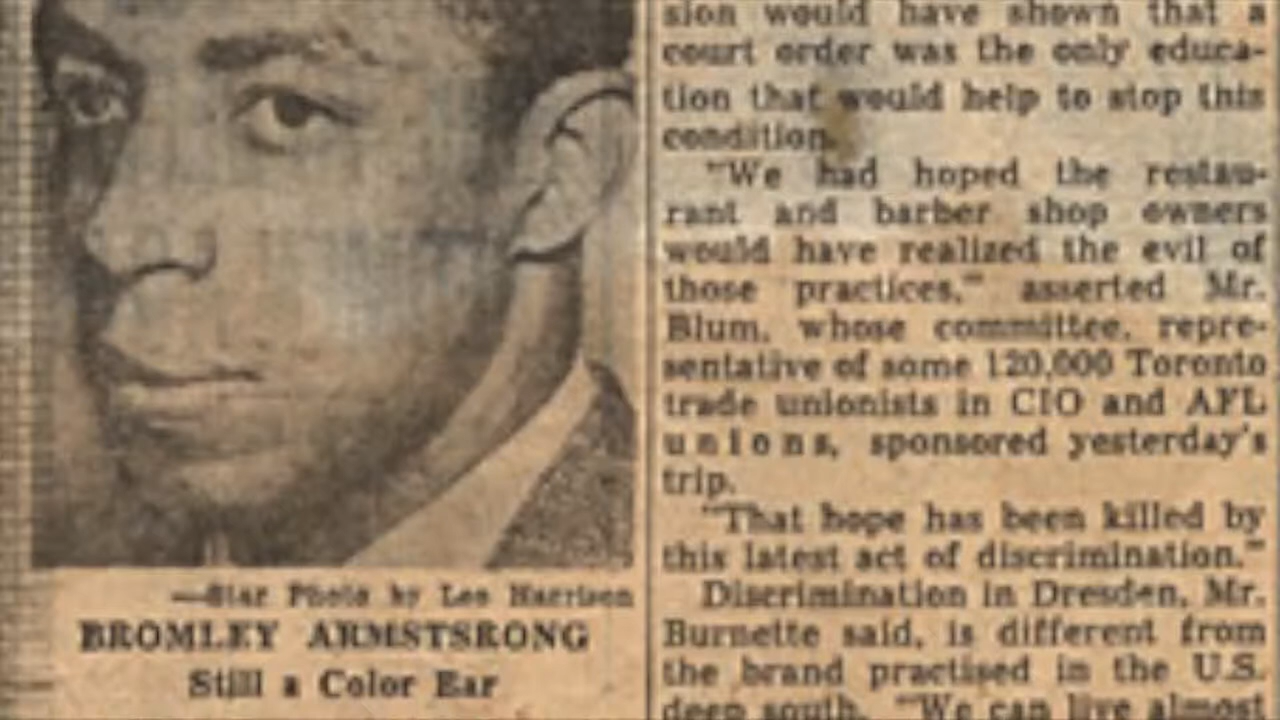 —Star Photo by Leo Harrison
BROMLEY ARMSTSRONG
Still a Color Bar
sion would have shown that a
court order was the only educa-
tion that would help to stop this
condition.
"We had hoped the restau-
rant and barber shop owners
would have realized the evil of
those practices," asserted Mr.
Blum, whose committee, repre-
sentative of some 120,000 Toronto
trade unionists in CIO and AFL
unions, sponsored yesterday's
trip.
"That hope has been killed by
this latest act of discrimination."
Discrimination in Dresden, Mr.
Burnette said, is different from
the brand practised in the U.S.
deep south. "We can live almost